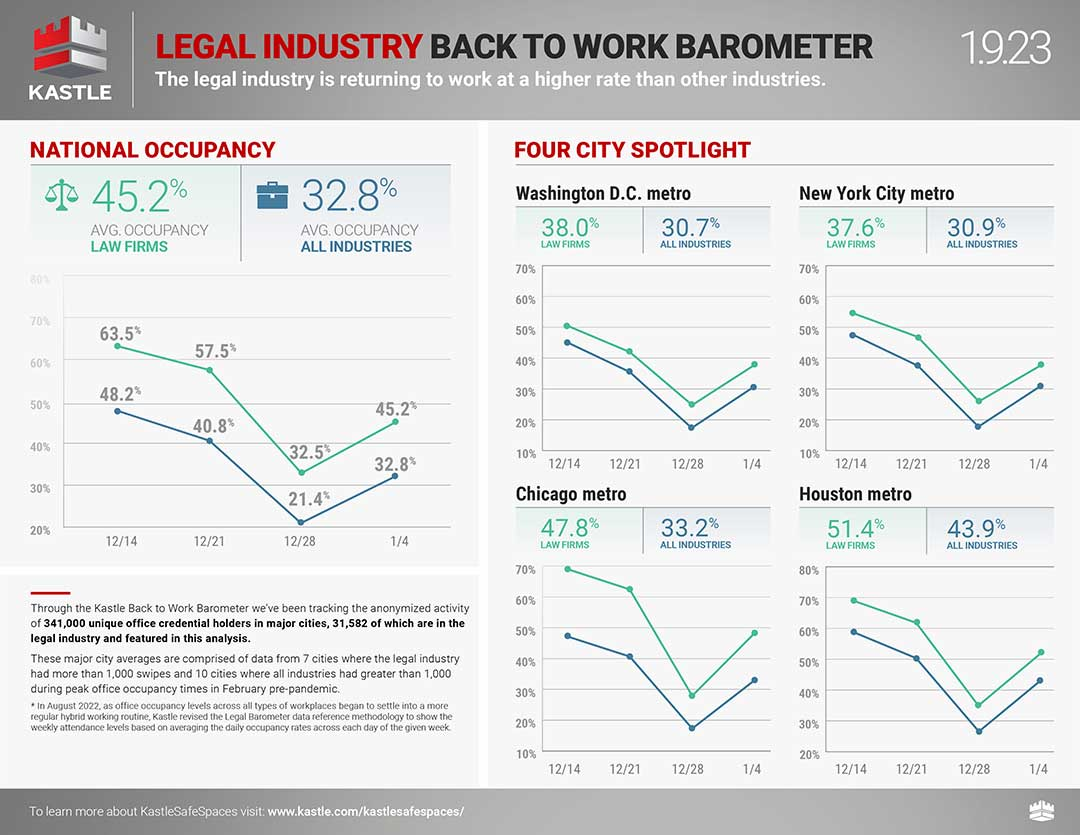 KASTLE
LEGAL INDUSTRY BACK TO WORK BAROMETER
The legal industry is returning to work at a higher rate than other industries.
1.9.23
NATIONAL OCCUPANCY
45.2%
AVG. OCCUPANCY
LAW FIRMS
32.8%
AVG. OCCUPANCY
ALL INDUSTRIES
80%
70%
60%
50%
40%
30%
20%
63.5%
57.5%
32.5%
45.2%
48.2%
40.8%
21.4%
32.8%
12/14 12/21 12/28 1/4
Through the Kastle Back to Work Barometer we've been tracking the anonymized activity
of 341,000 unique office credential holders in major cities, 31,582 of which are in the
legal industry and featured in this analysis.
These major city averages are comprised of data from 7 cities where the legal industry
had more than 1,000 swipes and 10 cities where all industries had greater than 1,000
during peak office occupancy times in February pre-pandemic.
* In August 2022, as office occupancy levels across all types of workplaces began to settle into a more
regular hybrid working routine, Kastle revised the Legal Barometer data reference methodology to show the
weekly attendance levels based on averaging the daily occupancy rates across each day of the given week.
FOUR CITY SPOTLIGHT
Washington D.C. metro
38.0%
LAW FIRMS
30.7%
ALL INDUSTRIES
70%
60%
50%
40%
30%
20%
10%
12/14 12/21 12/28 1/4
New York City metro
37.6%
LAW FIRMS
30.9%
ALL INDUSTRIES
70%
60%
50%
40%
30%
20%
10%
12/14 12/21 12/28 1/4
Chicago metro
47.8%
LAW FIRMS
33.2%
ALL INDUSTRIES
70%
60%
50%
40%
30%
20%
10%
12/14 12/21 12/28 1/4
Houston metro
51.4%
LAW FIRMS
43.9%
ALL INDUSTRIES
80%
70%
60%
50%
40%
30%
20%
12/14 12/21 12/28 1/4
To learn more about KastleSafeSpaces visit: www.kastle.com/kastlesafespaces/